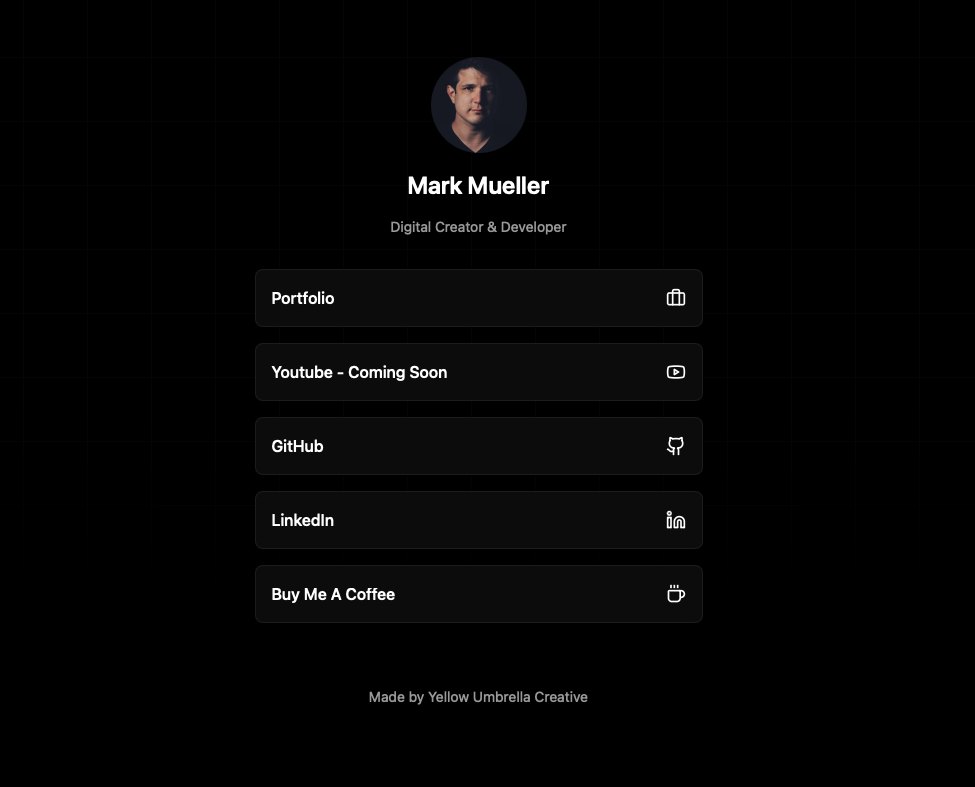 Mark Mueller
Digital Creator & Developer
Portfolio
Youtube - Coming Soon
GitHub
LinkedIn
Buy Me A Coffee
Made by Yellow Umbrella Creative